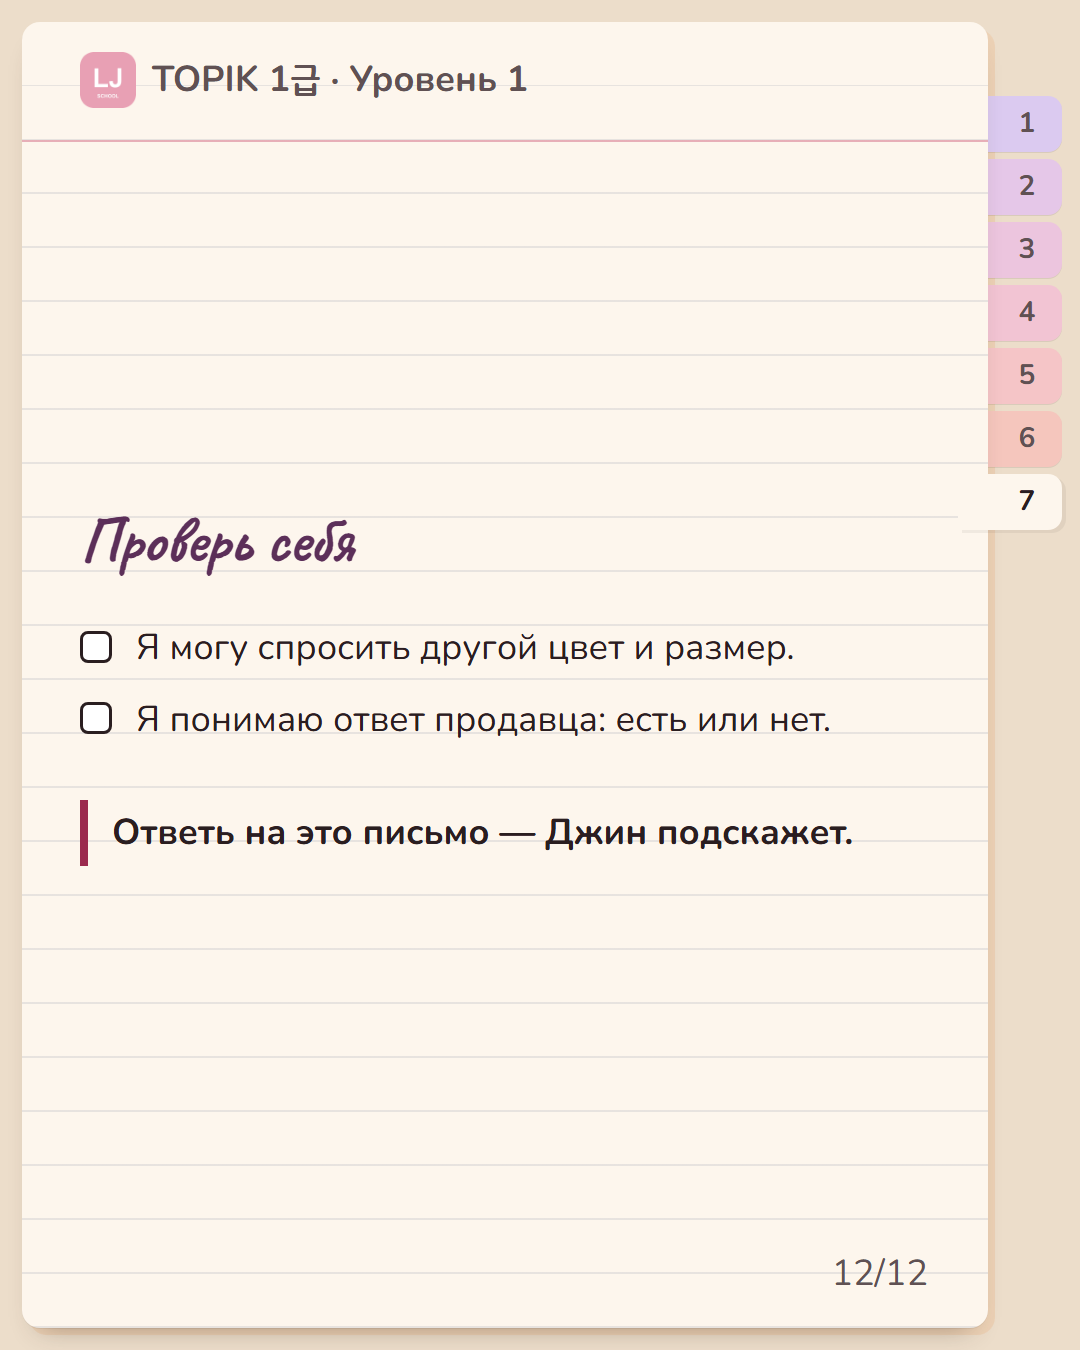 LJ
SCHOOL
TOPIK 1급 · Уровень 1
1
2
3
4
5
6
7
Проверь себя
Я могу спросить другой цвет и размер.
Я понимаю ответ продавца: есть или нет.
Ответь на это письмо — Джин подскажет.
12/12